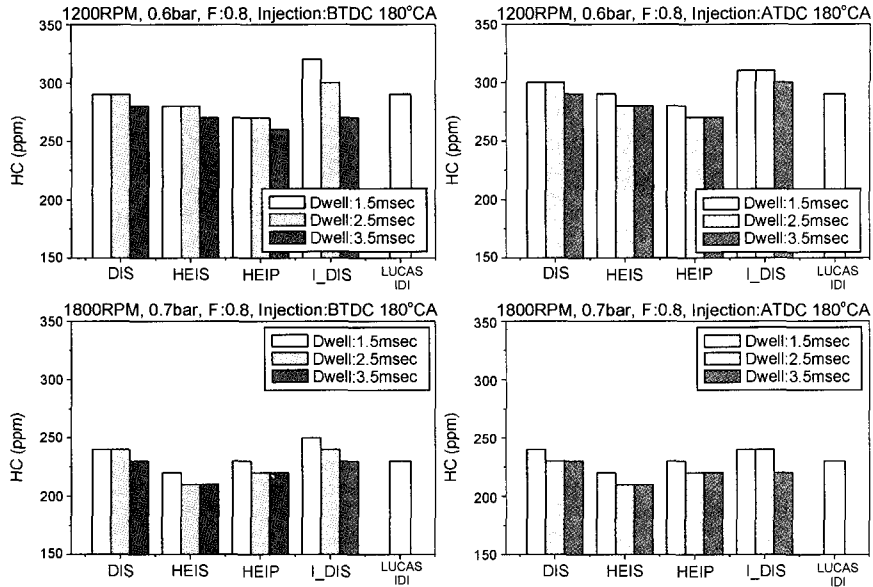 1200RPM, 0.6bar, F:0.8, Injection:BTDC 180°CA
350
300
250
200
150
HC (ppm)
Dwell:1.5msec
Dwell:2.5msec
Dwell:3.5msec
DIS HEIS HEIP I_DIS LUCAS
IDI
1200RPM, 0.6bar, F:0.8, Injection:ATDC 180°CA
350
300
250
200
150
HC (ppm)
Dwell:1.5msec
Dwell:2.5msec
Dwell:3.5msec
DIS HEIS HEIP I_DIS LUCAS
IDI
1800RPM, 0.7bar, F:0.8, Injection:BTDC 180°CA
350
300
250
200
150
HC (ppm)
Dwell:1.5msec
Dwell:2.5msec
Dwell:3.5msec
DIS HEIS HEIP I_DIS LUCAS
IDI
1800RPM, 0.7bar, F:0.8, Injection:ATDC 180°CA
350
300
250
200
150
HC (ppm)
Dwell:1.5msec
Dwell:2.5msec
Dwell:3.5msec
DIS HEIS HEIP I_DIS LUCAS
IDI